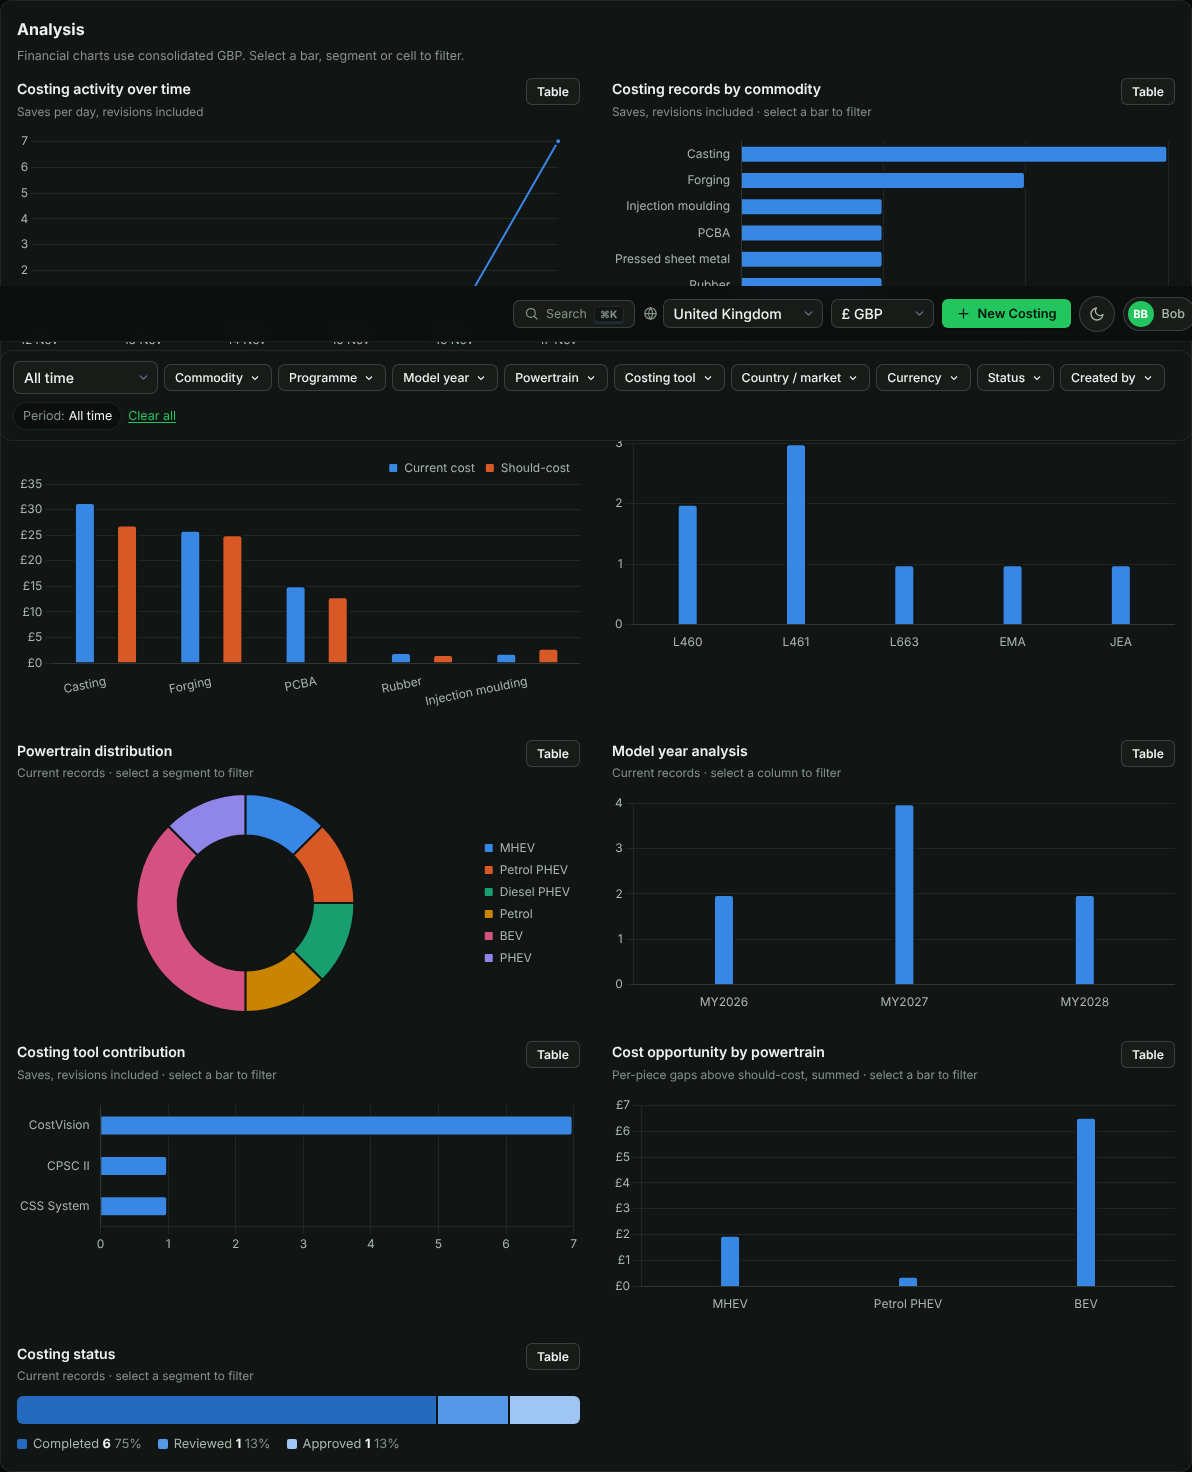 Analysis
Financial charts use consolidated GBP. Select a bar, segment or cell to filter.
Costing activity over time
Table
Saves per day, revisions included
7
6
5
4
3
2
Costing records by commodity
Table
Saves, revisions included · select a bar to filter
Casting
Forging
Injection moulding
PCBA
Pressed sheet metal
Rubber
Search ⌘K
United Kingdom
£ GBP
+ New Costing
BB Bob
All time
Commodity
Programme
Model year
Powertrain
Costing tool
Country / market
Currency
Status
Created by
Period: All time
Clear all
Current cost
Should-cost
£35
£30
£25
£20
£15
£10
£5
£0
Casting
Forging
PCBA
Rubber
Injection moulding
3
2
1
0
L460
L461
L663
EMA
JEA
Powertrain distribution
Table
Current records · select a segment to filter
MHEV
Petrol PHEV
Diesel PHEV
Petrol
BEV
PHEV
Model year analysis
Table
Current records · select a column to filter
4
3
2
1
0
MY2026
MY2027
MY2028
Costing tool contribution
Table
Saves, revisions included · select a bar to filter
CostVision
CPSC II
CSS System
0 1 2 3 4 5 6 7
Cost opportunity by powertrain
Table
Per-piece gaps above should-cost, summed · select a bar to filter
£7
£6
£5
£4
£3
£2
£1
£0
MHEV
Petrol PHEV
BEV
Costing status
Table
Current records · select a segment to filter
Completed 6 75%
Reviewed 1 13%
Approved 1 13%